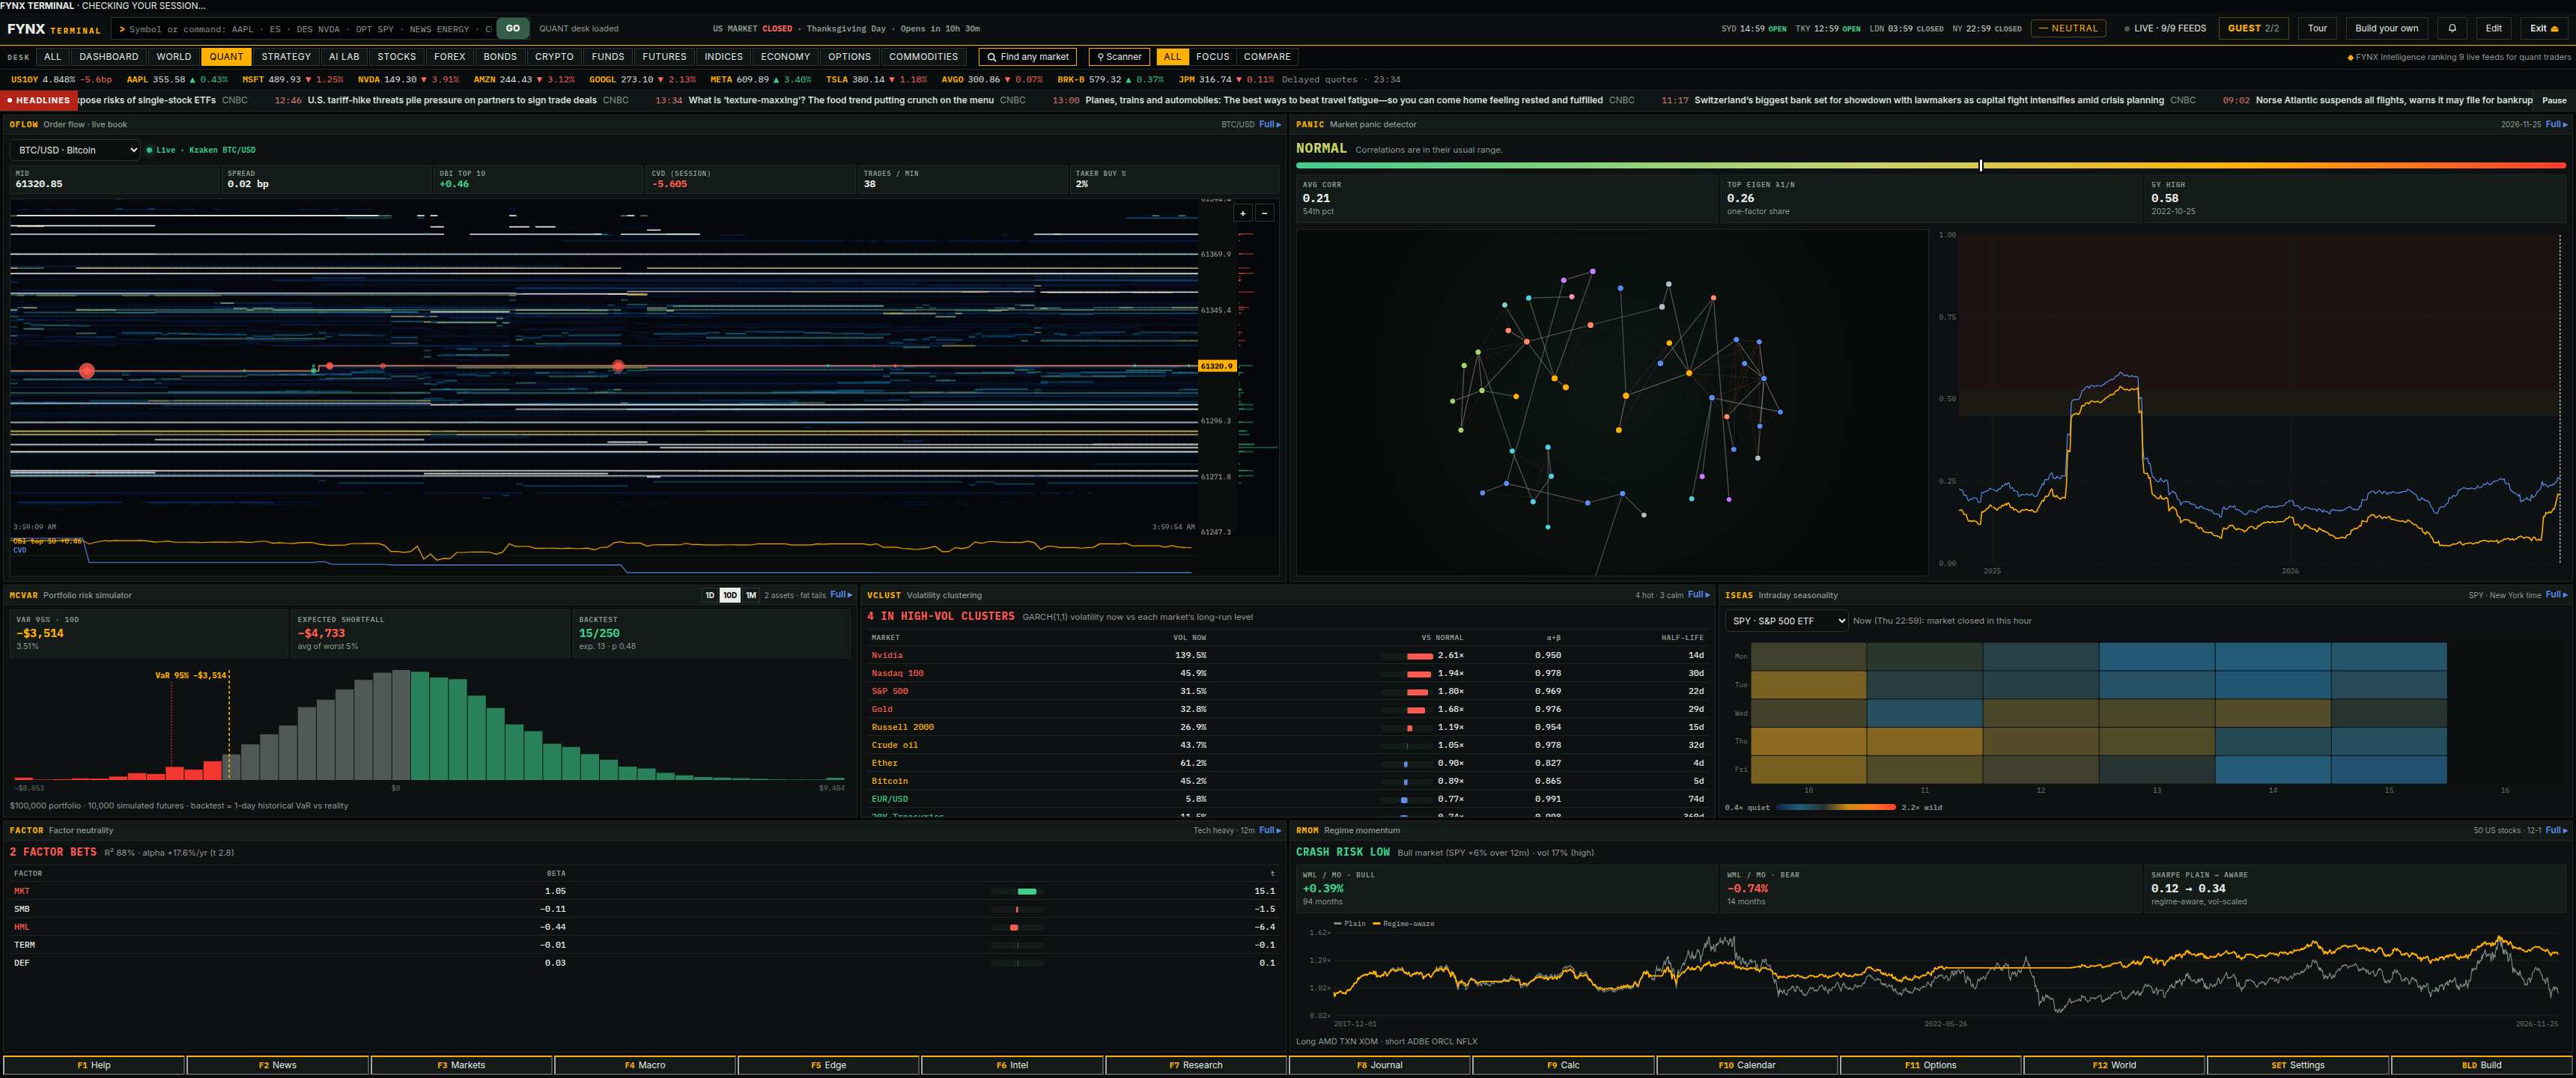 FYNX TERMINAL · CHECKING YOUR SESSION...
FYNX TERMINAL > Symbol or command: AAPL · ES · DES NVDA · OPT SPY · NEWS ENERGY · GO QUANT desk loaded US MARKET CLOSED · Thanksgiving Day · Opens in 10h 30m SYD 14:59 OPEN TKY 12:59 OPEN LDN 03:59 CLOSED NY 22:59 CLOSED — NEUTRAL LIVE · 9/9 FEEDS GUEST 2/2 Tour Build your own Edit Exit
DESK ALL DASHBOARD WORLD QUANT STRATEGY AI LAB STOCKS FOREX BONDS CRYPTO FUNDS FUTURES INDICES ECONOMY OPTIONS COMMODITIES Find any market Scanner ALL FOCUS COMPARE ◆ FYNX Intelligence ranking 9 live feeds for quant traders
US10Y 4.848% -5.6bp AAPL 355.58 ▲ 0.43% MSFT 489.93 ▼ 1.25% NVDA 149.30 ▼ 3.91% AMZN 244.43 ▼ 3.12% GOOGL 273.10 ▼ 2.13% META 609.89 ▲ 3.40% TSLA 380.14 ▼ 1.18% AVGO 300.86 ▼ 0.07% BRK-B 579.32 ▲ 0.37% JPM 316.74 ▼ 0.11% Delayed quotes · 23:34
● HEADLINES xpose risks of single-stock ETFs CNBC 12:46 U.S. tariff-hike threats pile pressure on partners to sign trade deals CNBC 13:34 What is ‘texture-maxxing’? The food trend putting crunch on the menu CNBC 13:00 Planes, trains and automobiles: The best ways to beat travel fatigue—so you can come home feeling rested and fulfilled CNBC 11:17 Switzerland’s biggest bank set for showdown with lawmakers as capital fight intensifies amid crisis planning CNBC 09:02 Norse Atlantic suspends all flights, warns it may file for bankrup Pause
OFLOW Order flow · live book BTC/USD Full ▸
BTC/USD · Bitcoin ● Live · Kraken BTC/USD
MID SPREAD OBI TOP 10 CVD (SESSION) TRADES / MIN TAKER BUY %
61320.85 0.02 bp +0.46 -5.605 38 2%
+ −
61369.9
61345.4
61320.9
61296.3
61271.8
61247.3
3:59:09 AM 3:59:54 AM
OBI top 10 +0.46
CVD
PANIC Market panic detector 2026-11-25 Full ▸
NORMAL Correlations are in their usual range.
AVG CORR TOP EIGEN λ1/N 5Y HIGH
0.21 0.26 0.58
54th pct one-factor share 2022-10-25
1.00
0.75
0.50
0.25
0.00
2025 2026
MCVAR Portfolio risk simulator 1D 10D 1M 2 assets · fat tails Full ▸
VAR 95% · 10D EXPECTED SHORTFALL BACKTEST
−$3,514 −$4,733 15/250
3.51% avg of worst 5% exp. 13 · p 0.48
VaR 95% −$3,514
−$8,053 $0 $9,484
$100,000 portfolio · 10,000 simulated futures · backtest = 1-day historical VaR vs reality
VCLUST Volatility clustering 4 hot · 3 calm Full ▸
4 IN HIGH-VOL CLUSTERS GARCH(1,1) volatility now vs each market's long-run level
MARKET VOL NOW VS NORMAL α+β HALF-LIFE
Nvidia 139.5% 2.61× 0.950 14d
Nasdaq 100 45.9% 1.94× 0.978 30d
S&P 500 31.5% 1.80× 0.969 22d
Gold 32.8% 1.68× 0.976 29d
Russell 2000 26.9% 1.19× 0.954 15d
Crude oil 43.7% 1.05× 0.978 32d
Ether 61.2% 0.90× 0.827 4d
Bitcoin 45.2% 0.89× 0.865 5d
EUR/USD 5.8% 0.77× 0.991 74d
ISEAS Intraday seasonality SPY · New York time Full ▸
SPY · S&P 500 ETF Now (Thu 22:59): market closed in this hour
Mon
Tue
Wed
Thu
Fri
10 11 12 13 14 15 16
0.4× quiet 2.2× wild
FACTOR Factor neutrality Tech heavy · 12m Full ▸
2 FACTOR BETS R² 88% · alpha +17.6%/yr (t 2.8)
FACTOR BETA t
MKT 1.05 15.1
SMB −0.11 −1.5
HML −0.44 −6.4
TERM −0.01 −0.1
DEF 0.03 0.1
RMOM Regime momentum 50 US stocks · 12-1 Full ▸
CRASH RISK LOW Bull market (SPY +6% over 12m) · vol 17% (high)
WML / MO · BULL WML / MO · BEAR SHARPE PLAIN → AWARE
+0.39% −0.74% 0.12 → 0.34
94 months 14 months regime-aware, vol-scaled
Plain Regime-aware
1.62×
1.29×
1.02×
0.82×
2017-12-01 2022-05-26 2026-11-25
Long AMD TXN XOM · short ADBE ORCL NFLX
F1 Help F2 News F3 Markets F4 Macro F5 Edge F6 Intel F7 Research F8 Journal F9 Calc F10 Calendar F11 Options F12 World SET Settings BLD Build